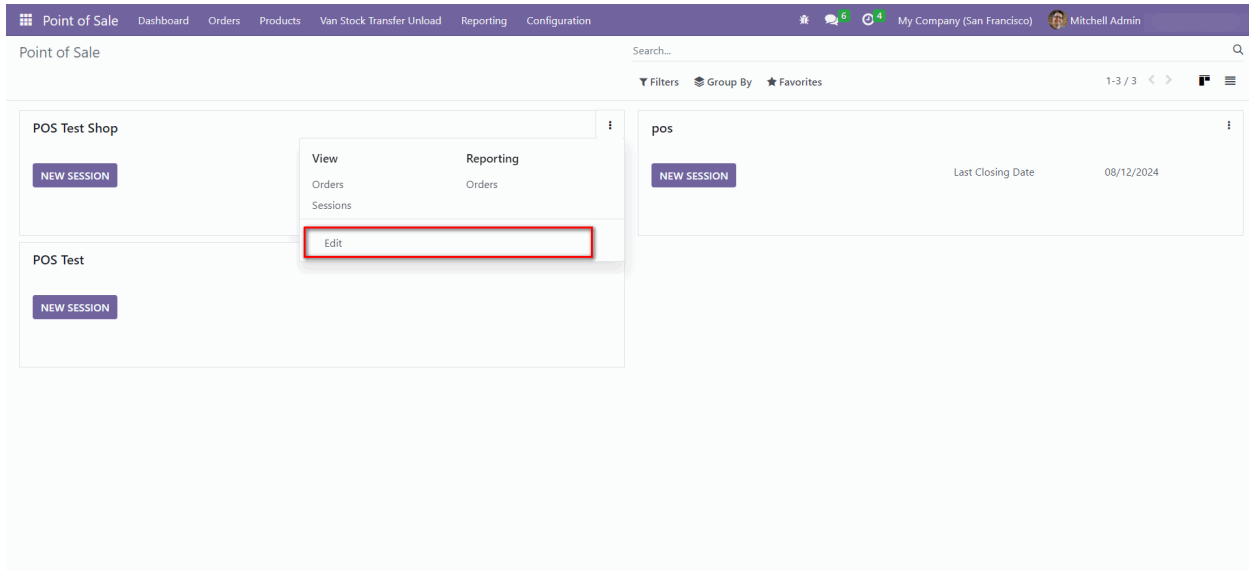 Point of Sale Dashboard Orders Products Van Stock Transfer Unload Reporting Configuration 6 4 My Company (San Francisco) Mitchell Admin
Point of Sale Search...
Filters Group By Favorites 1-3 / 3
POS Test Shop
NEW SESSION
View Reporting
Orders Orders
Sessions
Edit
pos
NEW SESSION Last Closing Date 08/12/2024
POS Test
NEW SESSION